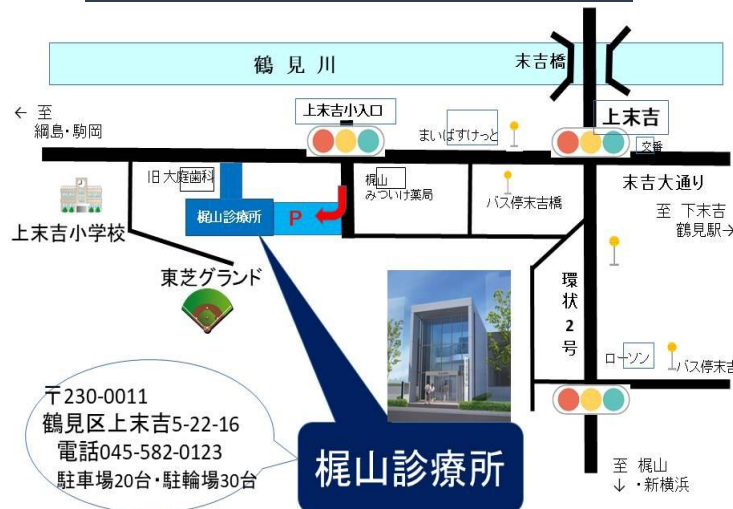 鶴見川
末吉橋
← 至
綱島・駒岡
上末吉小入口
まいばすけっと
上末吉
交番
旧大庭歯科
梶山
みついけ薬局
バス停末吉橋
末吉大通り
至 下末吉
鶴見駅→
上末吉小学校
梶山診療所
P
東芝グランド
環状2号
ローソン
バス停末吉
〒230-0011
鶴見区上末吉5-22-16
電話045-582-0123
駐車場20台・駐輪場30台
梶山診療所
至 梶山
↓ ・新横浜